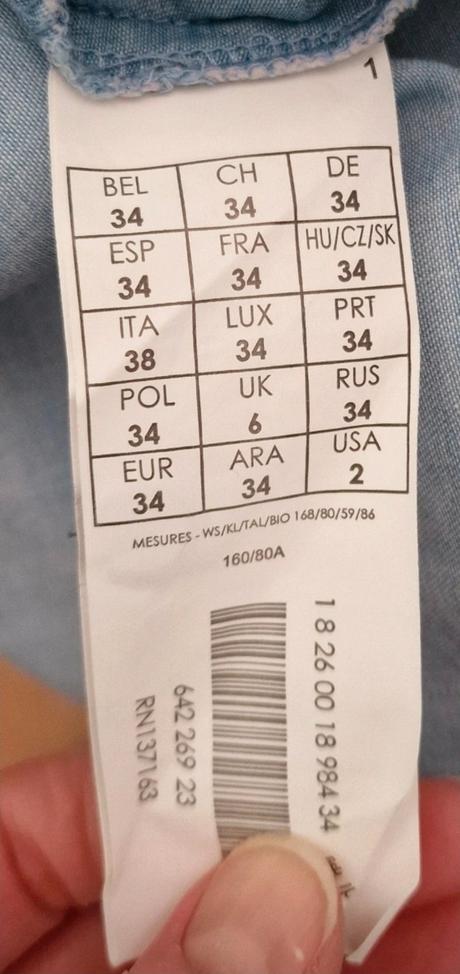 1
BEL CH DE
34 34 34
ESP FRA HU/CZ/SK
34 34 34
ITA LUX PRT
38 34 34
POL UK RUS
34 6 34
EUR ARA USA
34 34 2
MESURES - WS/KL/TAL/BIO 168/80/59/86
160/80A
1 8 26 00 18 984 34
642 269 23
RN137163